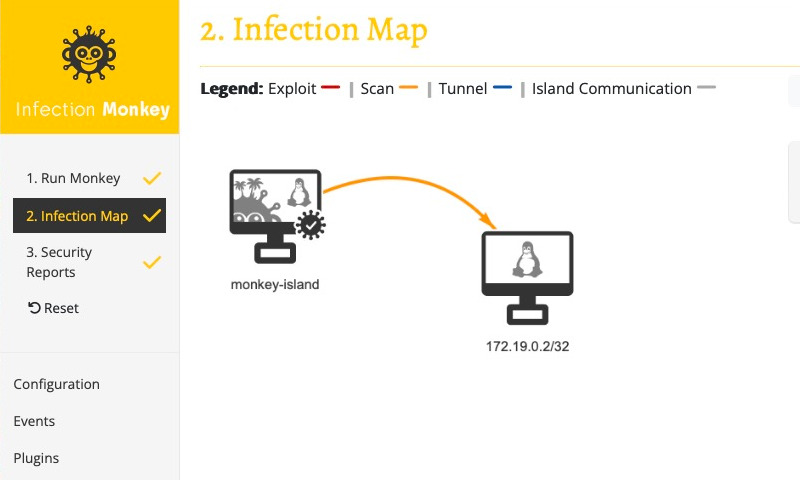 2. Infection Map
Legend: Exploit | Scan | Tunnel | Island Communication
Infection Monkey
1. Run Monkey
2. Infection Map
3. Security
Reports
Reset
Configuration
Events
Plugins
monkey-island
172.19.0.2/32